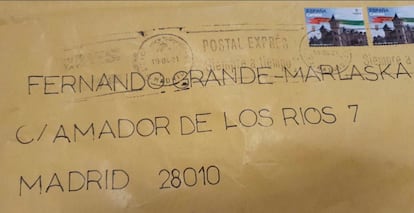 ESPAÑA ESPAÑA
POSTAL EXPRÉS
FERNANDO GRANDE-MARLASKA
C/AMADOR DE LOS RIOS 7
MADRID 28010